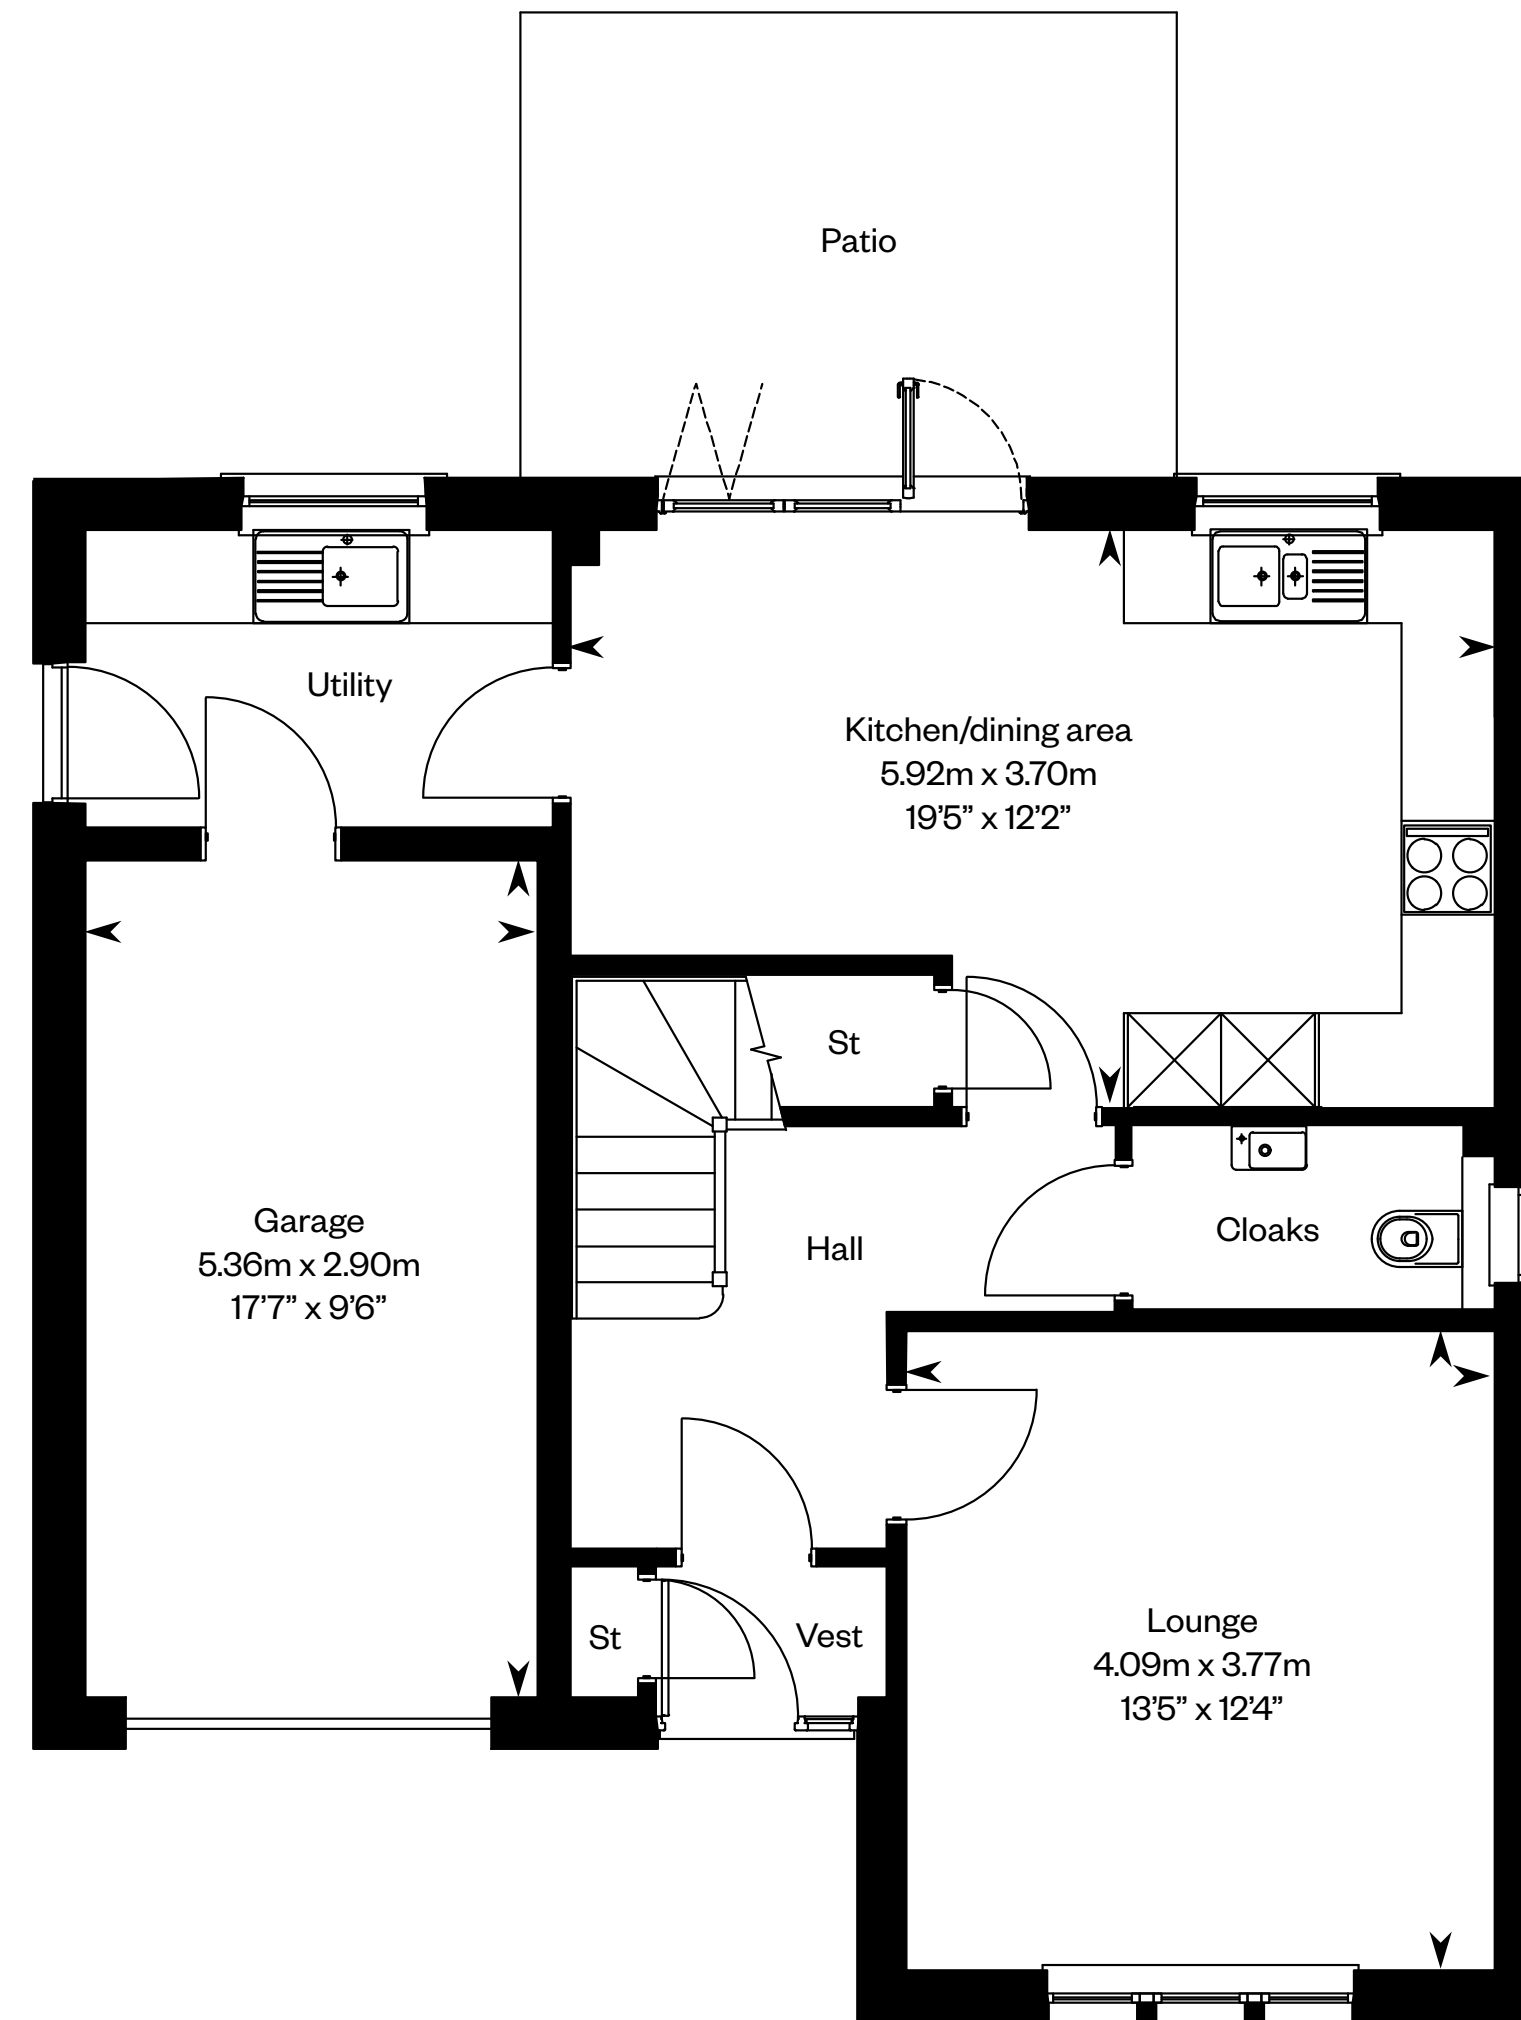 Patio
Utility
Kitchen/dining area
5.92m x 3.70m
19’5” x 12’2”
St
Garage
5.36m x 2.90m
17’7” x 9’6”
Hall
Cloaks
St
Vest
Lounge
4.09m x 3.77m
13’5” x 12’4”